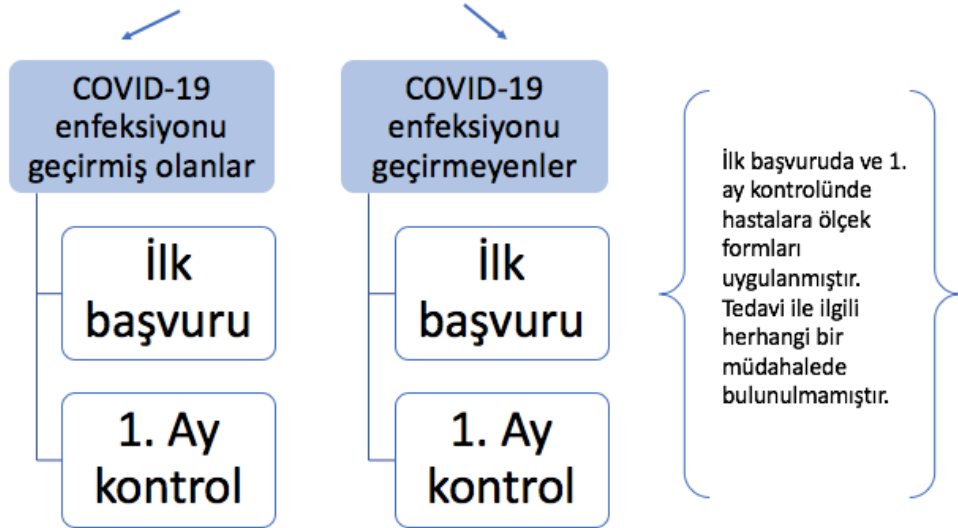 COVID-19
enfeksiyonu
geçirmiş olanlar
İlk
başvuru
1. Ay
kontrol
COVID-19
enfeksiyonu
geçirmeyenler
İlk
başvuru
1. Ay
kontrol
İlk başvuruda ve 1.
ay kontrolünde
hastalara ölçek
formları
uygulanmıştır.
Tedavi ile ilgili
herhangi bir
müdahalede
bulunulmamıştır.